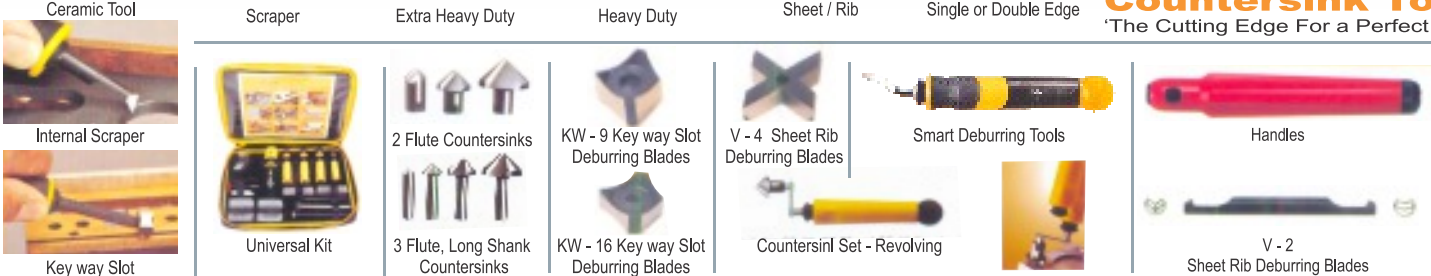 Ceramic Tool
Scraper
Extra Heavy Duty
Heavy Duty
Sheet / Rib
Single or Double Edge
Countersink
'The Cutting Edge For a Perfect
Internal Scraper
2 Flute Countersinks
KW - 9 Key way Slot
Deburring Blades
V - 4 Sheet Rib
Deburring Blades
Smart Deburring Tools
Handles
Key way Slot
Universal Kit
3 Flute, Long Shank
Countersinks
KW - 16 Key way Slot
Deburring Blades
Countersinl Set - Revolving
V - 2
Sheet Rib Deburring Blades